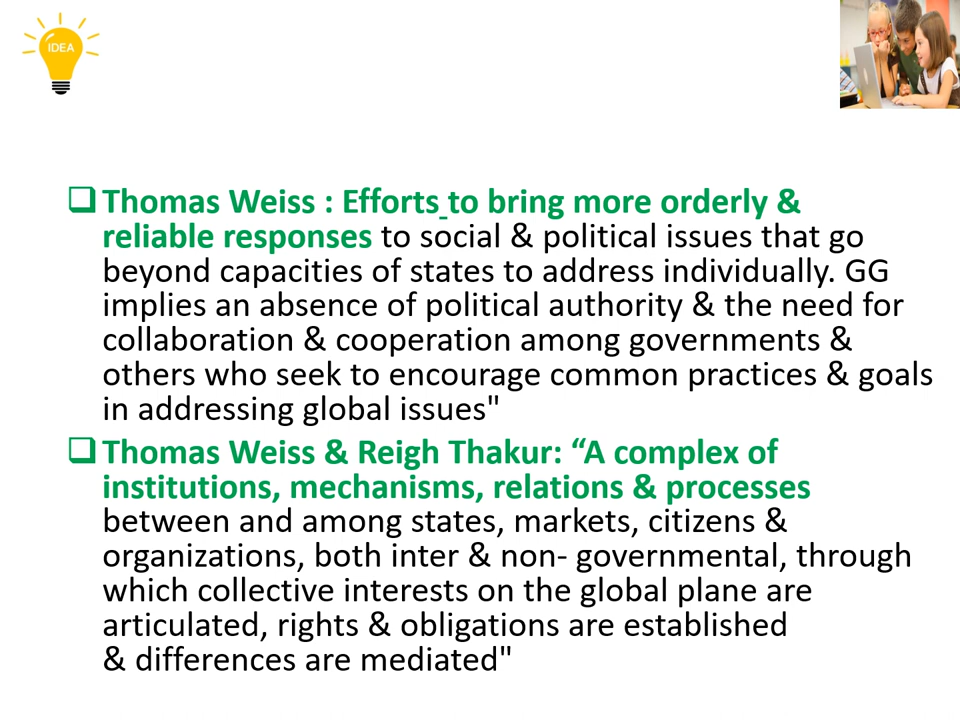 IDEA
Thomas Weiss : Efforts to bring more orderly &
reliable responses to social & political issues that go
beyond capacities of states to address individually. GG
implies an absence of political authority & the need for
collaboration & cooperation among governments &
others who seek to encourage common practices & goals
in addressing global issues"
Thomas Weiss & Reigh Thakur: “A complex of
institutions, mechanisms, relations & processes
between and among states, markets, citizens &
organizations, both inter & non- governmental, through
which collective interests on the global plane are
articulated, rights & obligations are established
& differences are mediated"